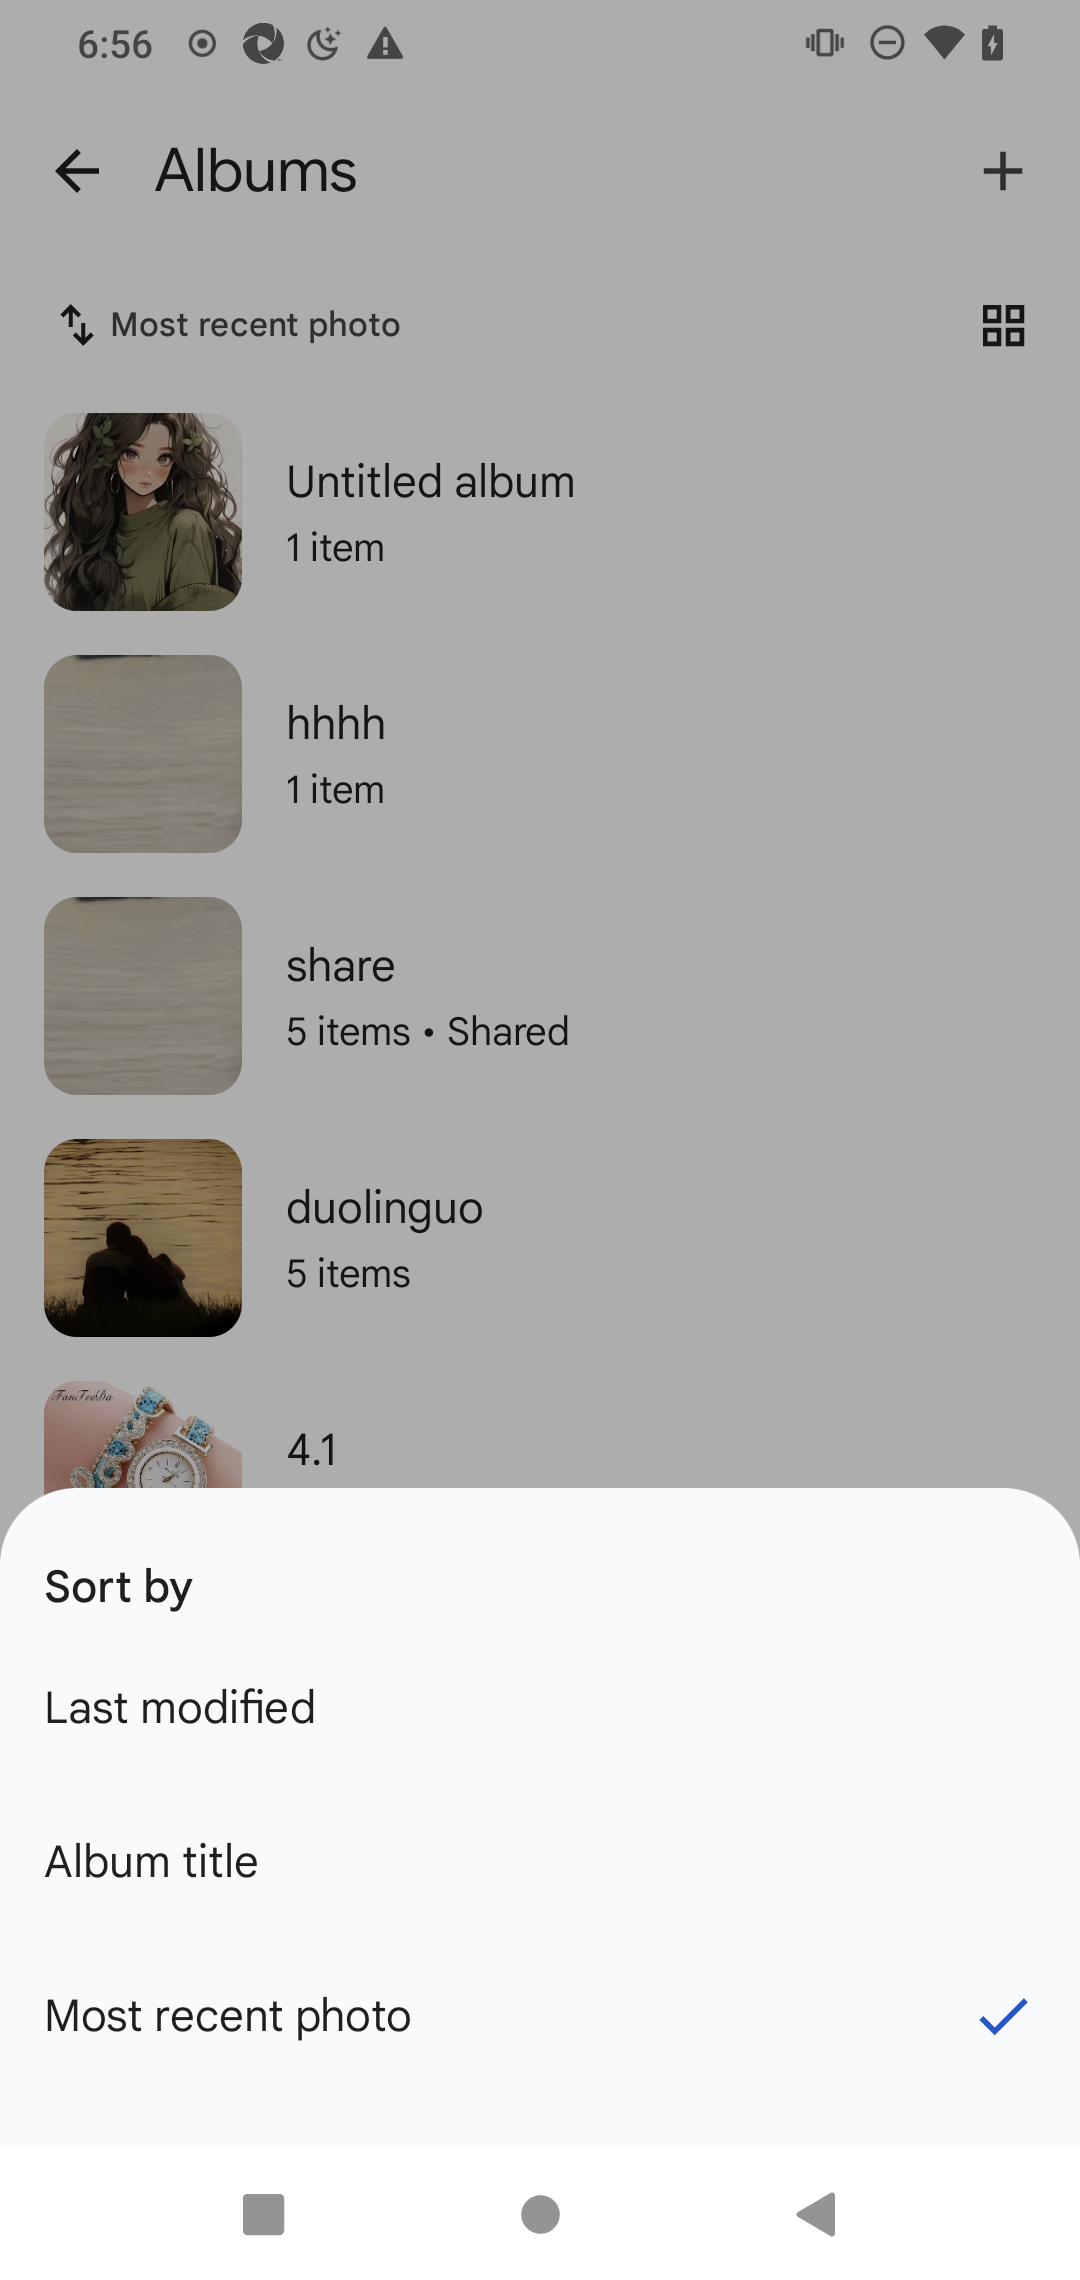 6:56
Albums
Most recent photo
Untitled album
1 item
hhhh
1 item
share
5 items • Shared
duolinguo
5 items
FanTeeDa
4.1
Sort by
Last modified
Album title
Most recent photo